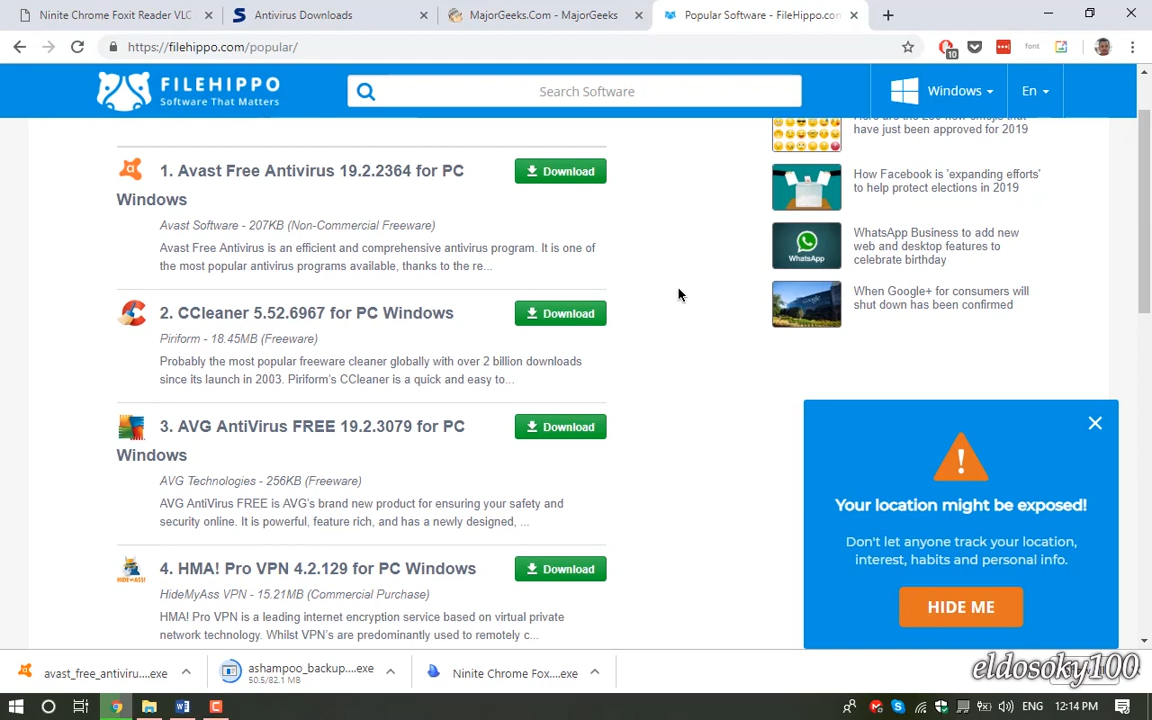 Ninite Chrome Foxit Reader VLC
Antivirus Downloads
MajorGeeks.Com - MajorGeeks
Popular Software - FileHippo.com
https://filehippo.com/popular/
10
font
FILEHIPPO
Software That Matters
Search Software
Windows
En
Here are the 230 new emojis that
have just been approved for 2019
1. Avast Free Antivirus 19.2.2364 for PC
Windows
Download
Avast Software - 207KB (Non-Commercial Freeware)
Avast Free Antivirus is an efficient and comprehensive antivirus program. It is one of
the most popular antivirus programs available, thanks to the re...
How Facebook is 'expanding efforts'
to help protect elections in 2019
WhatsApp
WhatsApp Business to add new
web and desktop features to
celebrate birthday
Google
When Google+ for consumers will
shut down has been confirmed
2. CCleaner 5.52.6967 for PC Windows
Download
Piriform - 18.45MB (Freeware)
Probably the most popular freeware cleaner globally with over 2 billion downloads
since its launch in 2003. Piriform's CCleaner is a quick and easy to...
3. AVG AntiVirus FREE 19.2.3079 for PC
Windows
Download
AVG Technologies - 256KB (Freeware)
AVG AntiVirus FREE is AVG's brand new product for ensuring your safety and
security online. It is powerful, feature rich, and has a newly designed, ...
4. HMA! Pro VPN 4.2.129 for PC Windows
Download
HideMyAss VPN - 15.21MB (Commercial Purchase)
HMA! Pro VPN is a leading internet encryption service based on virtual private
network technology. Whilst VPN's are predominantly used to remotely c...
Your location might be exposed!
Don't let anyone track your location,
interest, habits and personal info.
HIDE ME
avast_free_antiviru....exe
ashampoo_backup....exe
50.5/82.1 MB
Ninite Chrome Fox....exe
eldosoky100
ENG
12:14 PM